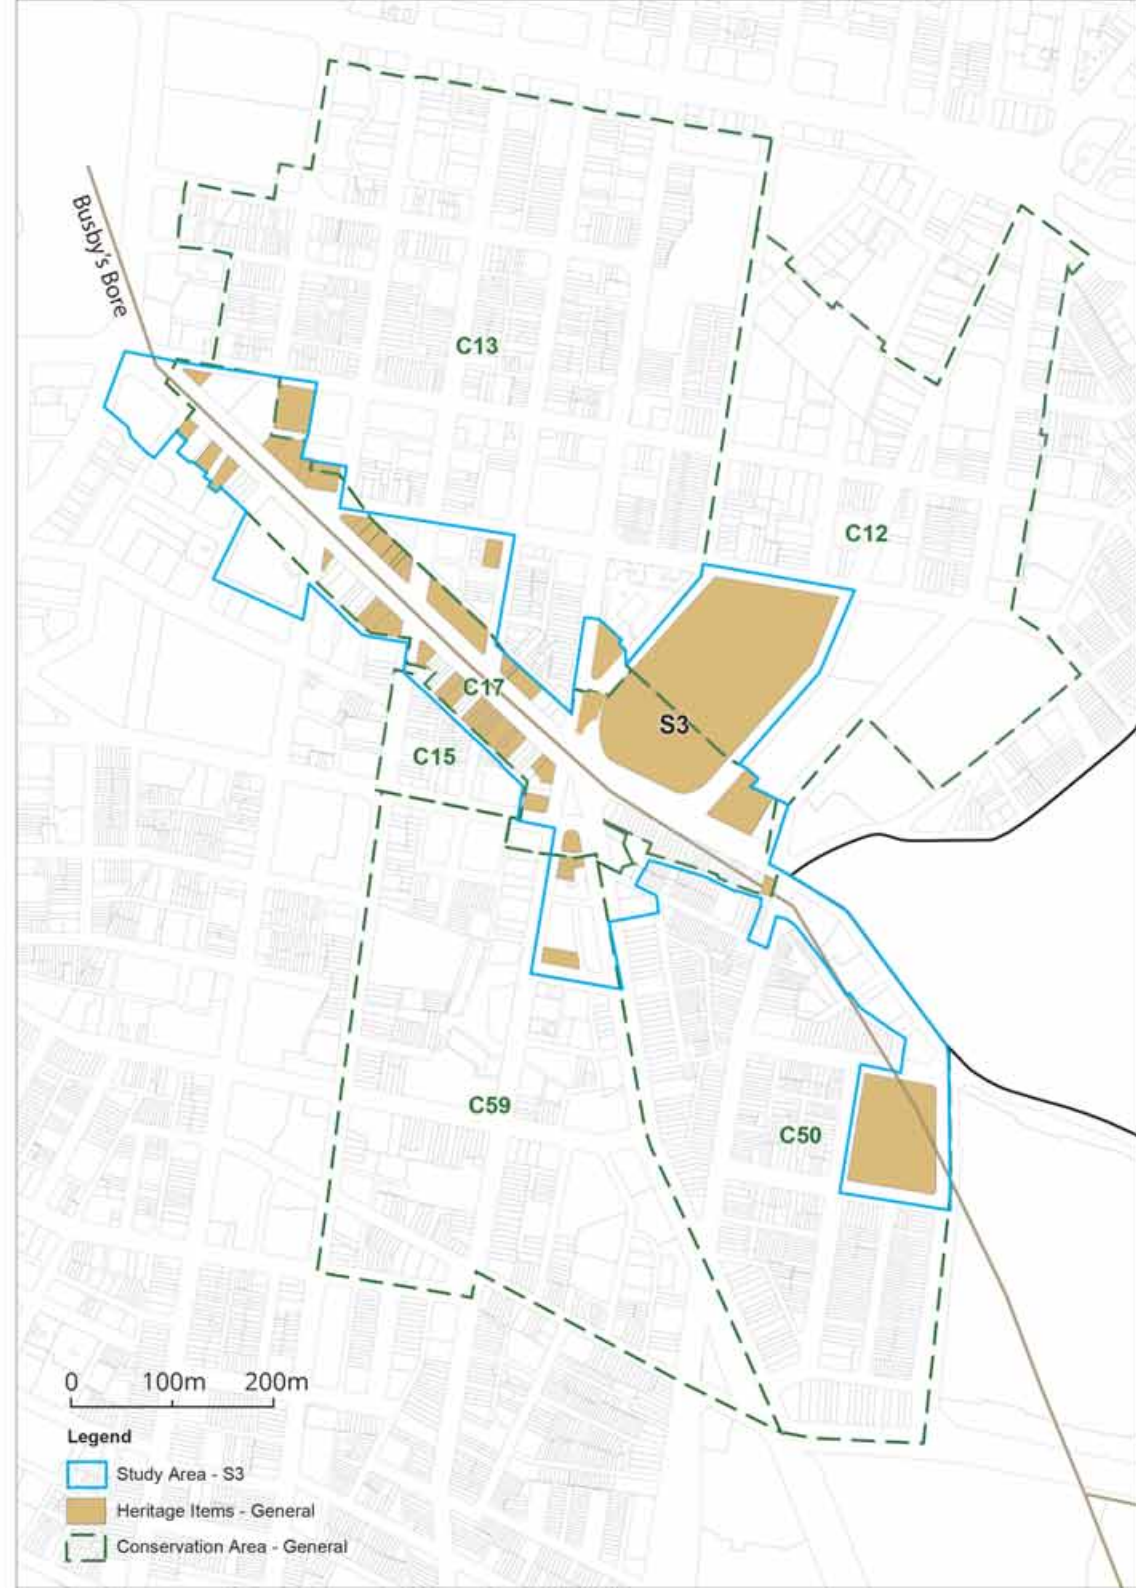 Busby's Bore
C13
C12
C17
S3
C15
C59
C50
0 100m 200m
Legend
Study Area - S3
Heritage Items - General
Conservation Area - General